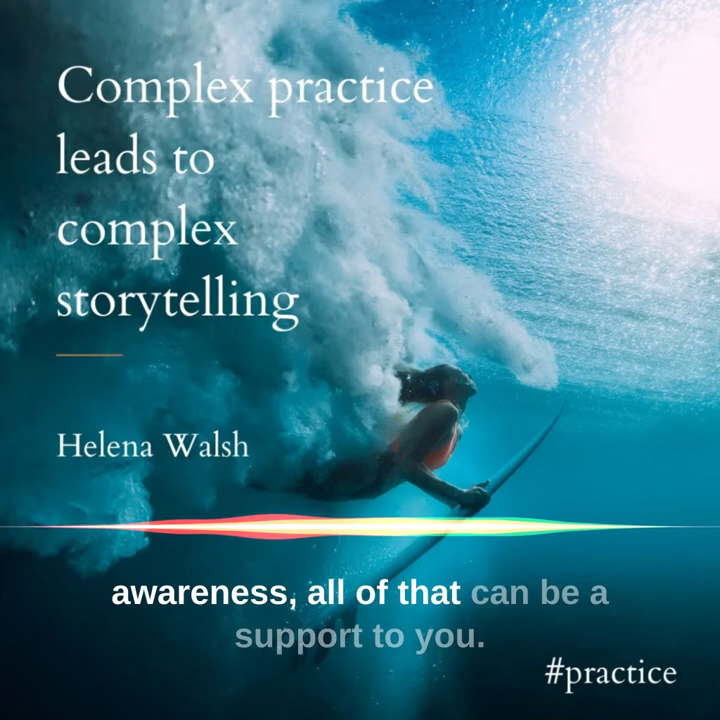 Complex practice
leads to
complex
storytelling
Helena Walsh
awareness, all of that can be a
support to you.
#practice